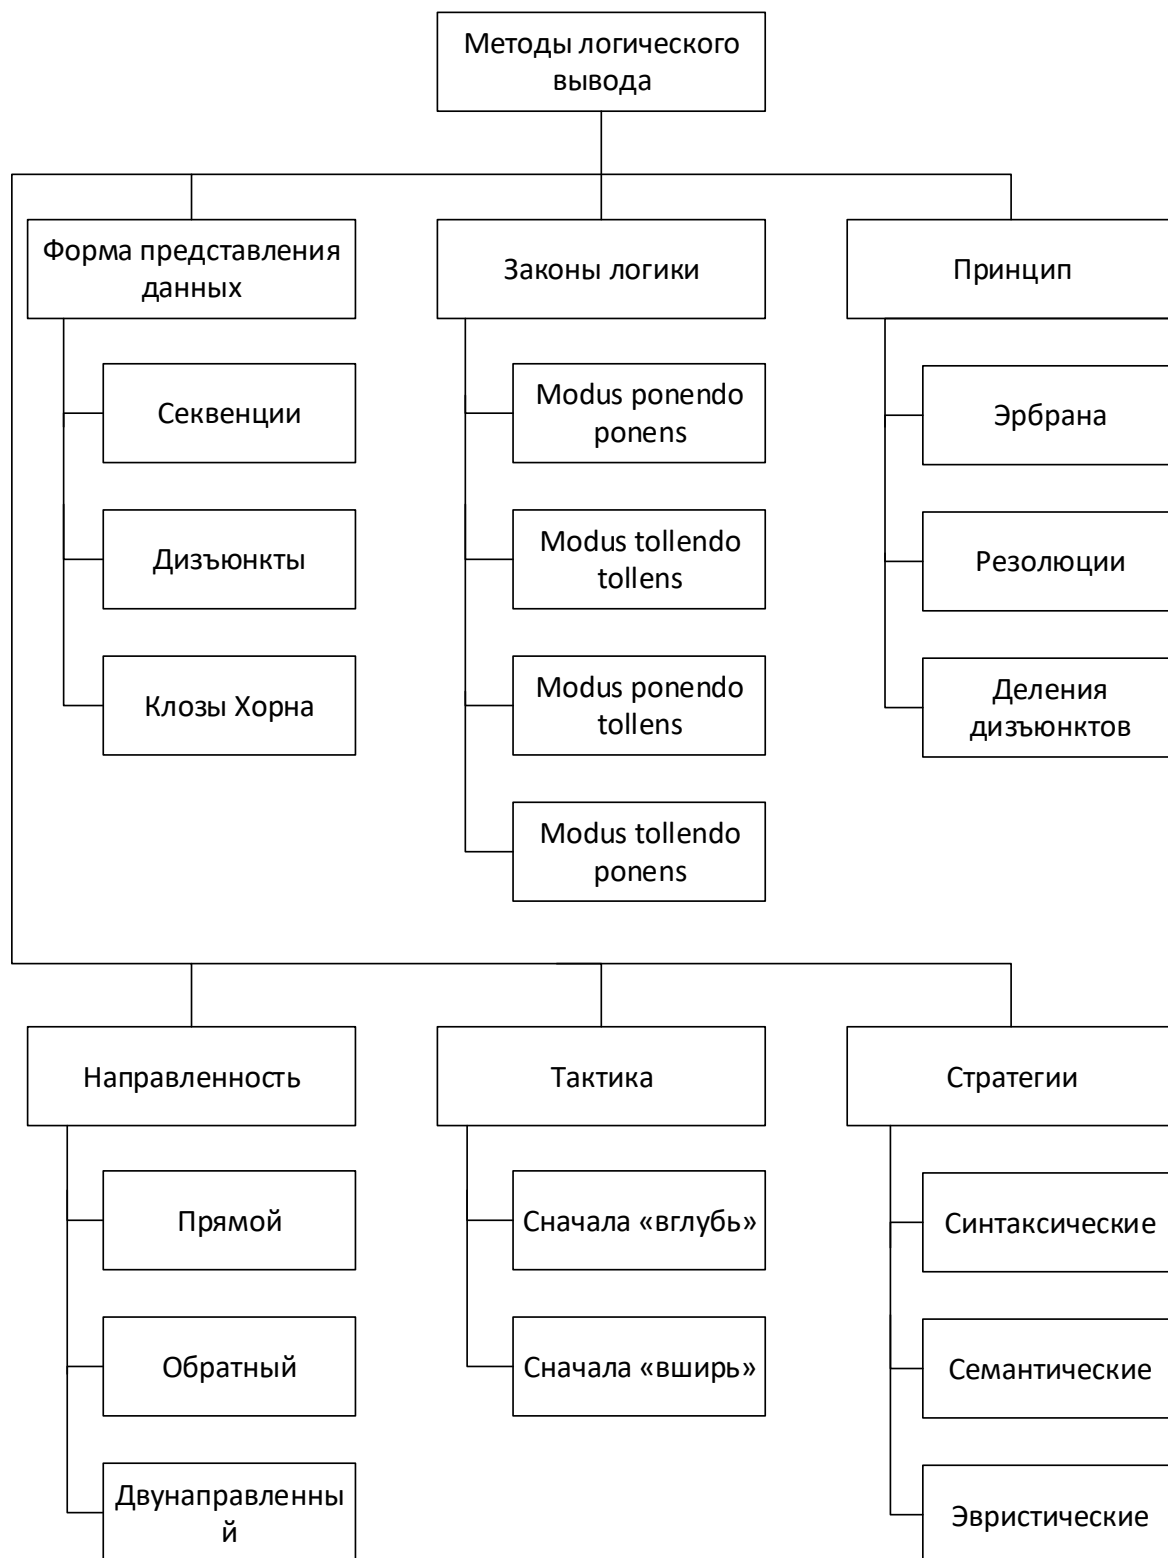 Методы логического
вывода
Форма представления
данных
Законы логики
Принцип
Секвенции
Modus ponendo
ponens
Эрбрана
Дизъюнкты
Modus tollendo
tollens
Резолюции
Клозы Хорна
Modus ponendo
tollens
Деления
дизъюнктов
Modus tollendo
ponens
Направленность
Тактика
Стратегии
Прямой
Сначала «вглубь»
Синтаксические
Обратный
Сначала «вширь»
Семантические
Двунаправленны
й
Эвристические